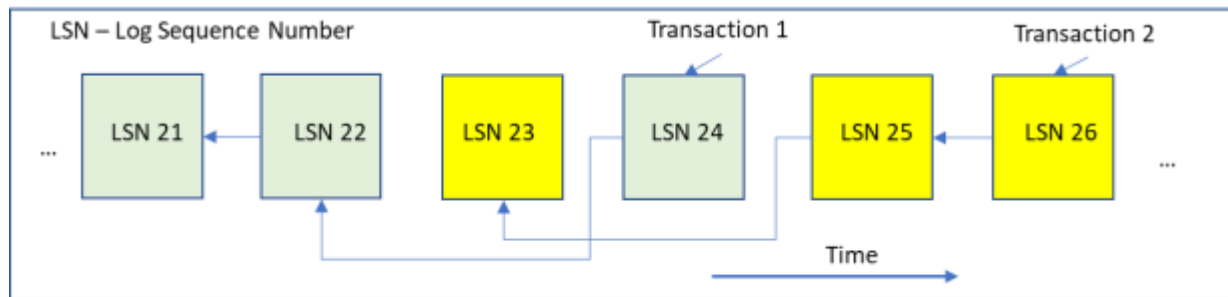 LSN – Log Sequence Number
Transaction 1
Transaction 2
... LSN 21 LSN 22 LSN 23 LSN 24 LSN 25 LSN 26 ...
Time